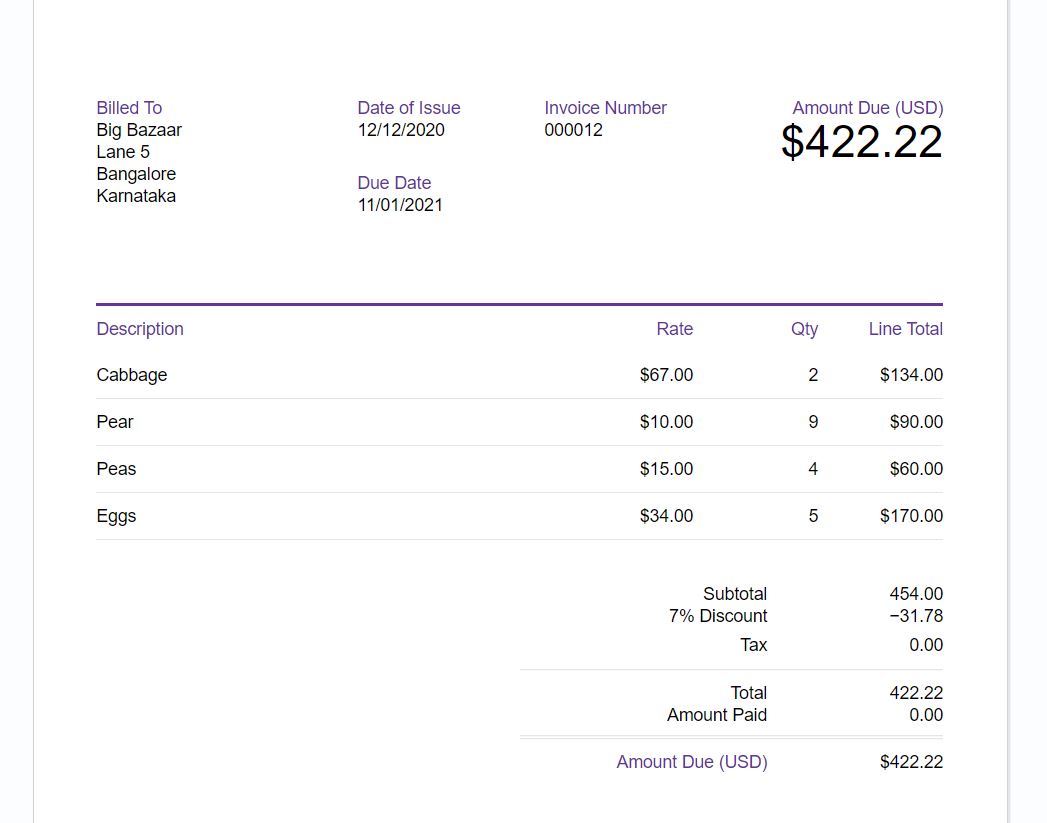 Billed To
Big Bazaar
Lane 5
Bangalore
Karnataka
Date of Issue
12/12/2020
Due Date
11/01/2021
Invoice Number
000012
Amount Due (USD)
$422.22
Description Rate Qty Line Total
Cabbage $67.00 2 $134.00
Pear $10.00 9 $90.00
Peas $15.00 4 $60.00
Eggs $34.00 5 $170.00
Subtotal 454.00
7% Discount −31.78
Tax 0.00
Total 422.22
Amount Paid 0.00
Amount Due (USD) $422.22